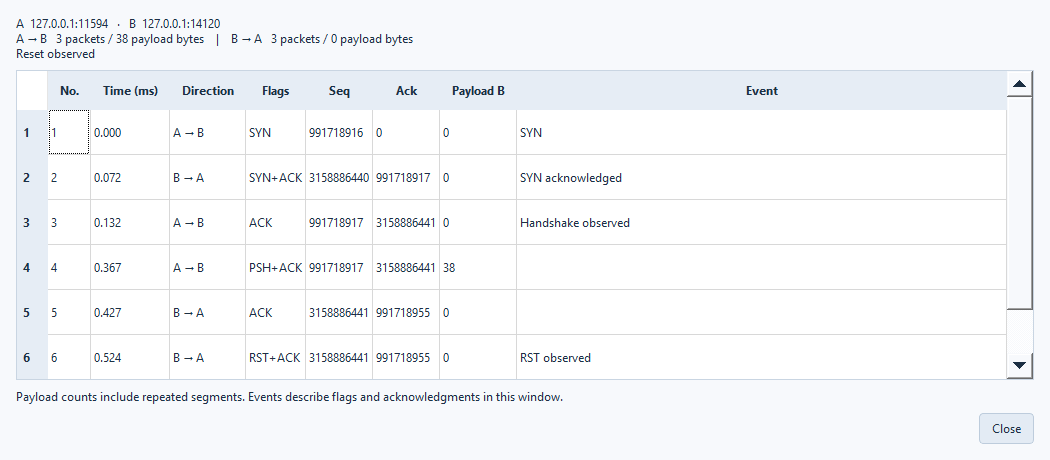 A 127.0.0.1:11594 · B 127.0.0.1:14120
A → B 3 packets / 38 payload bytes | B → A 3 packets / 0 payload bytes
Reset observed
No. Time (ms) Direction Flags Seq Ack Payload B Event
1 1 0.000 A → B SYN 991718916 0 0 SYN
2 2 0.072 B → A SYN+ACK 3158886440 991718917 0 SYN acknowledged
3 3 0.132 A → B ACK 991718917 3158886441 0 Handshake observed
4 4 0.367 A → B PSH+ACK 991718917 3158886441 38
5 5 0.427 B → A ACK 3158886441 991718955 0
6 6 0.524 B → A RST+ACK 3158886441 991718955 0 RST observed
Payload counts include repeated segments. Events describe flags and acknowledgments in this window.
Close